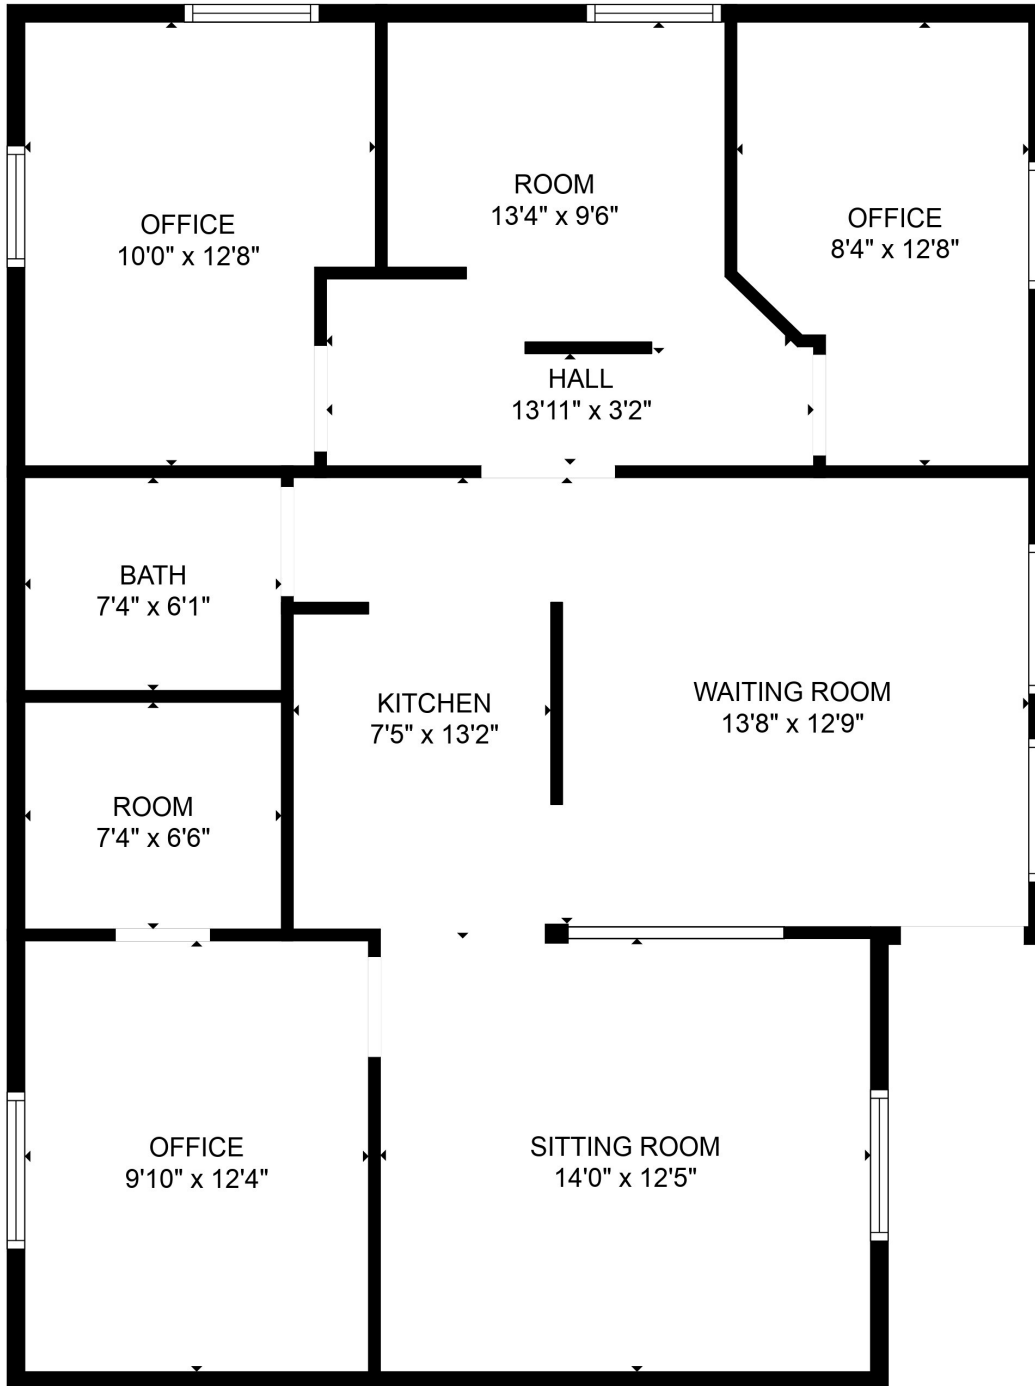 ROOM
13'4" x 9'6"
OFFICE
10'0" x 12'8"
OFFICE
8'4" x 12'8"
HALL
13'11" x 3'2"
BATH
7'4" x 6'1"
KITCHEN
7'5" x 13'2"
WAITING ROOM
13'8" x 12'9"
ROOM
7'4" x 6'6"
OFFICE
9'10" x 12'4"
SITTING ROOM
14'0" x 12'5"